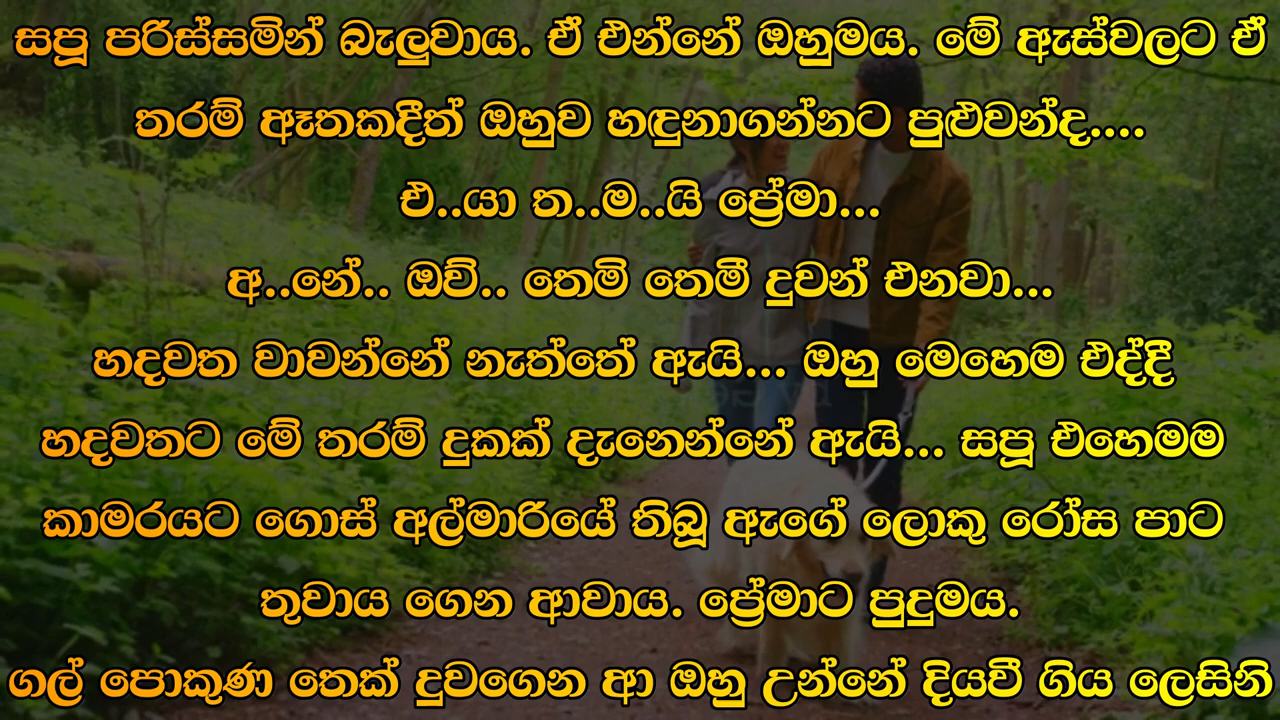 සපූ පරිස්සමින් බැලුවාය. ඒ එන්නේ ඔහුමය. මේ ඇස්වලට ඒ
තරම් ඈතකදීත් ඔහුව හඳුනාගන්නට පුළුවන්ද....
එ..යා ත..ම..යි ප්‍රේමා...
අ..නේ.. ඔව්.. තෙමි තෙමී දුවන් එනවා...
හදවත වාවන්නේ නැත්තේ ඇයි... ඔහු මෙහෙම එද්දී
හදවතට මේ තරම් දුකක් දැනෙන්නේ ඇයි... සපූ එහෙමම
කාමරයට ගොස් අල්මාරියේ තිබූ ඇගේ ලොකු රෝස පාට
තුවාය ගෙන ආවාය. ප්‍රේමාට පුදුමය.
ගල් පොකුණ තෙක් දුවගෙන ආ ඔහු උන්නේ දියවී ගිය ලෙසිනි